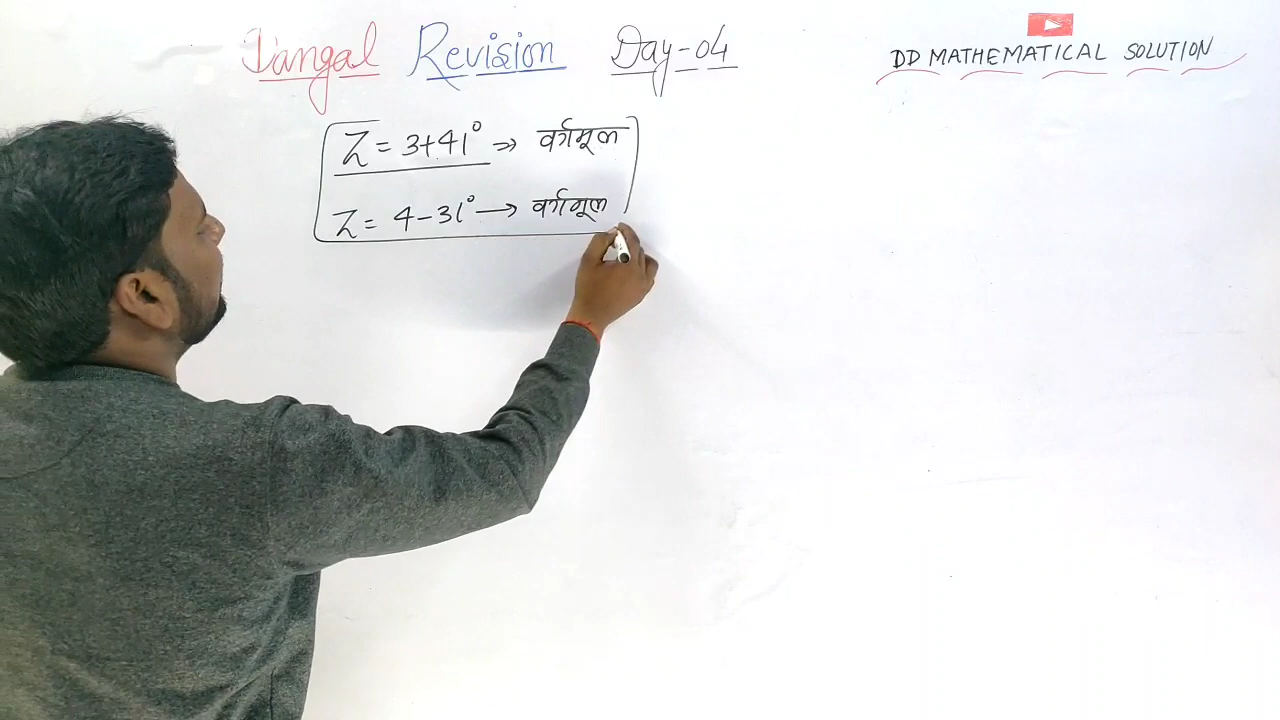 Dangal Revision Day-04
DD MATHEMATICAL SOLUTION
Z = 3+4i => वर्गमूल
Z = 4-3i → वर्गमूल